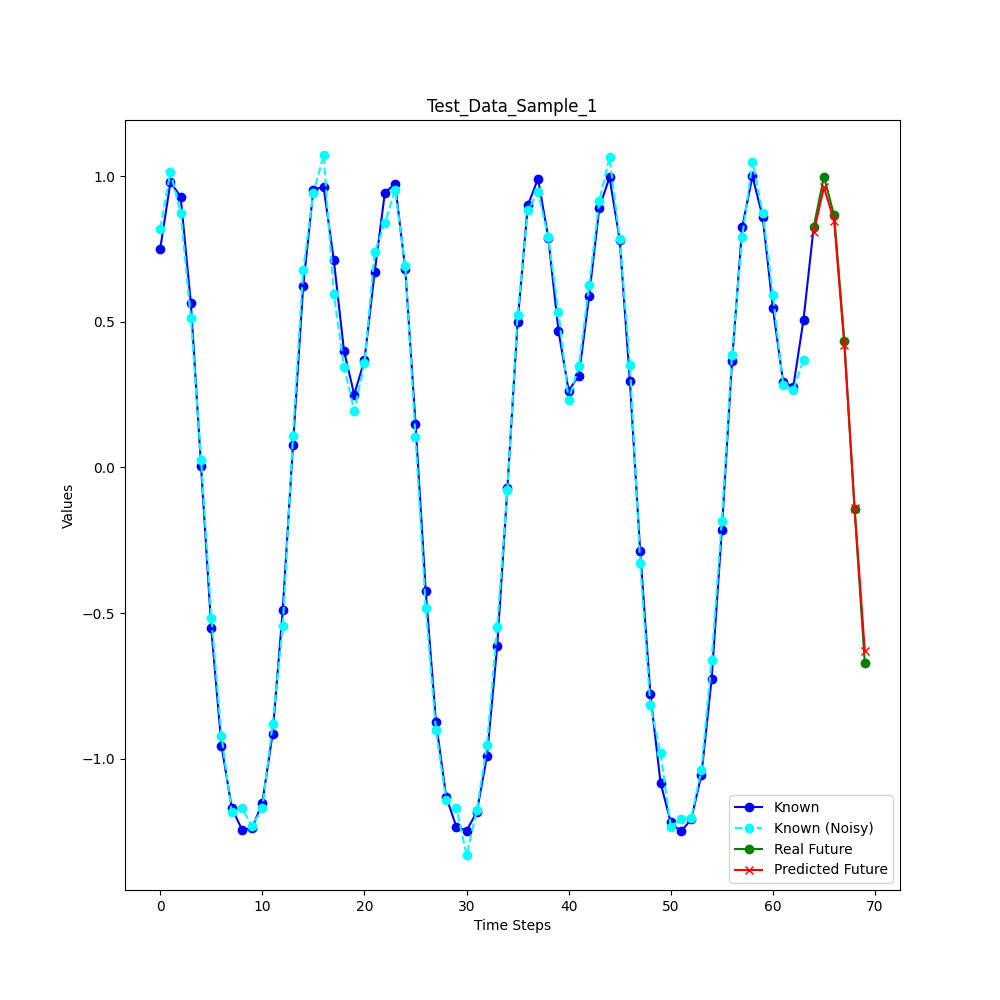 Test_Data_Sample_1
Values
1.0
0.5
0.0
−0.5
−1.0
0 10 20 30 40 50 60 70
Time Steps
Known
Known (Noisy)
Real Future
Predicted Future